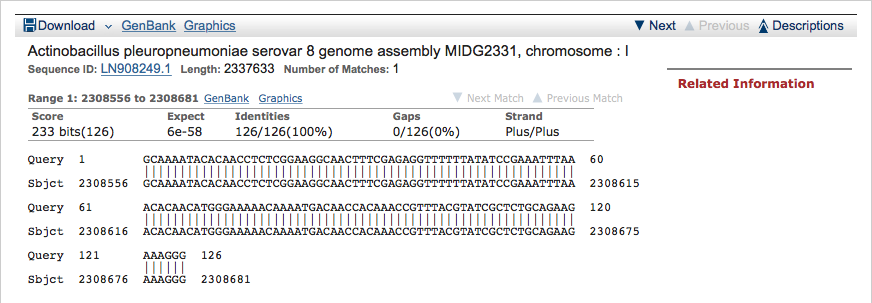 Download GenBank Graphics Next Previous Descriptions
Actinobacillus pleuropneumoniae serovar 8 genome assembly MIDG2331, chromosome : I
Sequence ID: LN908249.1 Length: 2337633 Number of Matches: 1
Related Information
Range 1: 2308556 to 2308681 GenBank Graphics Next Match Previous Match
Score Expect Identities Gaps Strand
233 bits(126) 6e-58 126/126(100%) 0/126(0%) Plus/Plus
Query 1 GCAAAATACACAACCTCTCGGAAGGCAACTTTCGAGAGGTTTTTTATATCCGAAATTTAA 60
Sbjct 2308556 GCAAAATACACAACCTCTCGGAAGGCAACTTTCGAGAGGTTTTTTATATCCGAAATTTAA 2308615
Query 61 ACACAACATGGGAAAAACAAAATGACAACCACAAACCGTTTACGTATCGCTCTGCAGAAG 120
Sbjct 2308616 ACACAACATGGGAAAAACAAAATGACAACCACAAACCGTTTACGTATCGCTCTGCAGAAG 2308675
Query 121 AAAGGG 126
Sbjct 2308676 AAAGGG 2308681